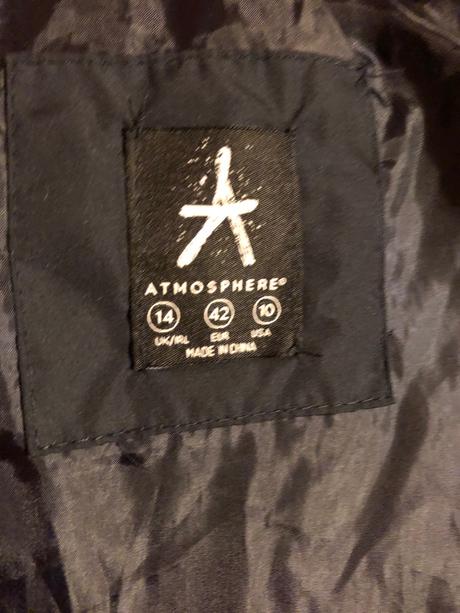 ATMOSPHERE®
14 42 10
UK/IRL EUR USA
MADE IN CHINA